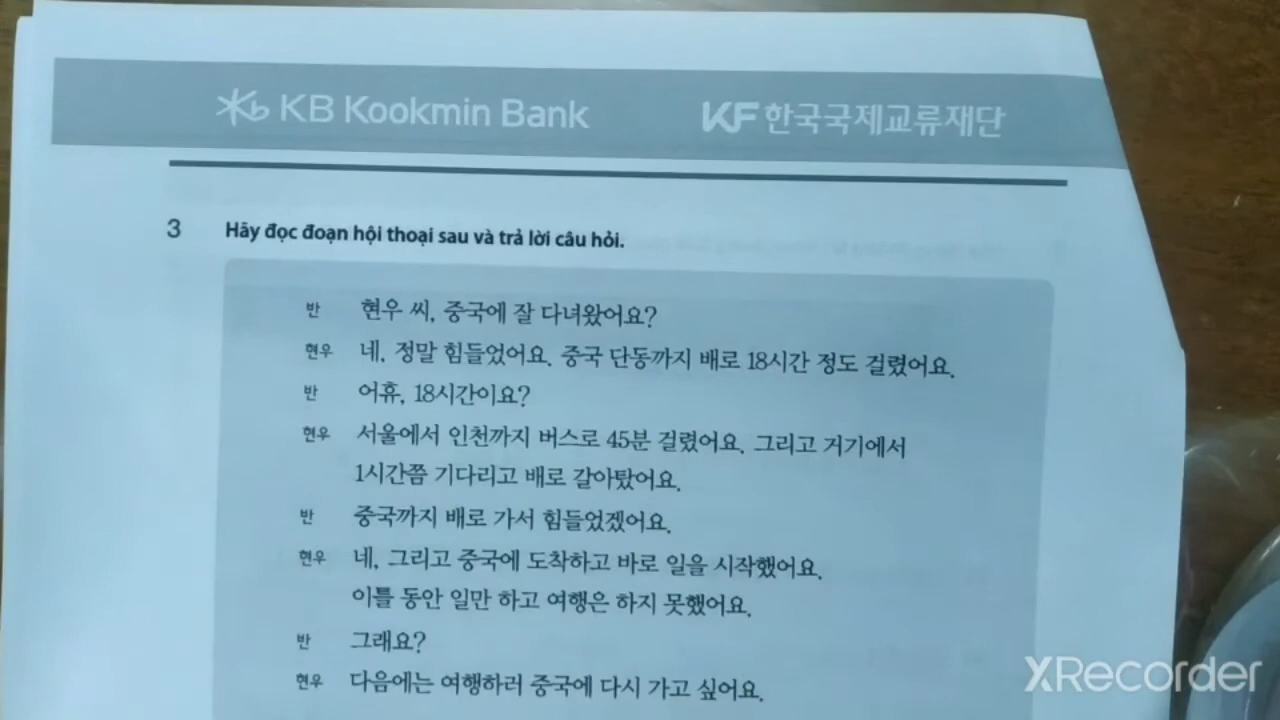 KB Kookmin Bank KF 한국국제교류재단
3 Hãy đọc đoạn hội thoại sau và trả lời câu hỏi.
반 현우 씨, 중국에 잘 다녀왔어요?
현우 네, 정말 힘들었어요. 중국 단동까지 배로 18시간 정도 걸렸어요.
반 어휴, 18시간이요?
현우 서울에서 인천까지 버스로 45분 걸렸어요. 그리고 거기에서
1시간쯤 기다리고 배로 갈아탔어요.
반 중국까지 배로 가서 힘들었겠어요.
현우 네, 그리고 중국에 도착하고 바로 일을 시작했어요.
이틀 동안 일만 하고 여행은 하지 못했어요.
반 그래요?
현우 다음에는 여행하러 중국에 다시 가고 싶어요.
XRecorder